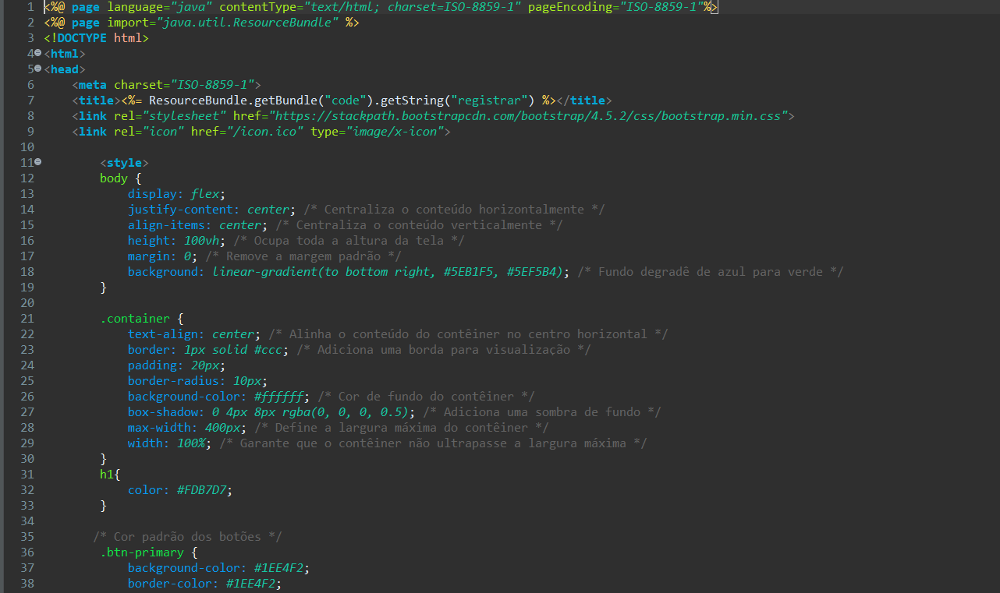 1 <%@ page language="java" contentType="text/html; charset=ISO-8859-1" pageEncoding="ISO-8859-1"%>
2 <%@ page import="java.util.ResourceBundle" %>
3 <!DOCTYPE html>
4 <html>
5 <head>
6     <meta charset="ISO-8859-1">
7     <title><%= ResourceBundle.getBundle("code").getString("registrar") %></title>
8     <link rel="stylesheet" href="https://stackpath.bootstrapcdn.com/bootstrap/4.5.2/css/bootstrap.min.css">
9     <link rel="icon" href="/icon.ico" type="image/x-icon">
10
11         <style>
12         body {
13             display: flex;
14             justify-content: center; /* Centraliza o conteúdo horizontalmente */
15             align-items: center; /* Centraliza o conteúdo verticalmente */
16             height: 100vh; /* Ocupa toda a altura da tela */
17             margin: 0; /* Remove a margem padrão */
18             background: linear-gradient(to bottom right, #5EB1F5, #5EF5B4); /* Fundo degradê de azul para verde */
19         }
20
21         .container {
22             text-align: center; /* Alinha o conteúdo do contêiner no centro horizontal */
23             border: 1px solid #ccc; /* Adiciona uma borda para visualização */
24             padding: 20px;
25             border-radius: 10px;
26             background-color: #ffffff; /* Cor de fundo do contêiner */
27             box-shadow: 0 4px 8px rgba(0, 0, 0, 0.5); /* Adiciona uma sombra de fundo */
28             max-width: 400px; /* Define a largura máxima do contêiner */
29             width: 100%; /* Garante que o contêiner não ultrapasse a largura máxima */
30         }
31         h1{
32             color: #FDB7D7;
33         }
34
35        /* Cor padrão dos botões */
36         .btn-primary {
37             background-color: #1EE4F2;
38             border-color: #1EE4F2;